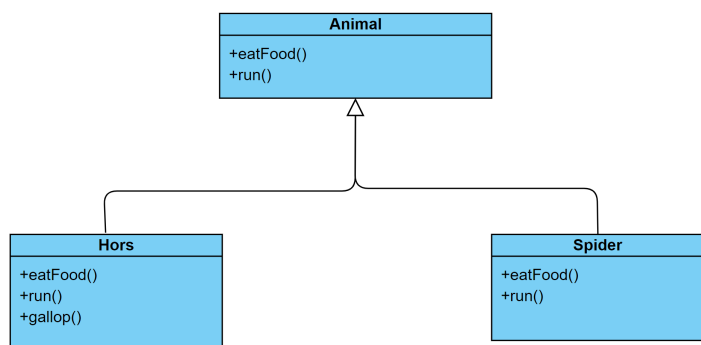 Animal
+eatFood()
+run()
Hors
+eatFood()
+run()
+gallop()
Spider
+eatFood()
+run()